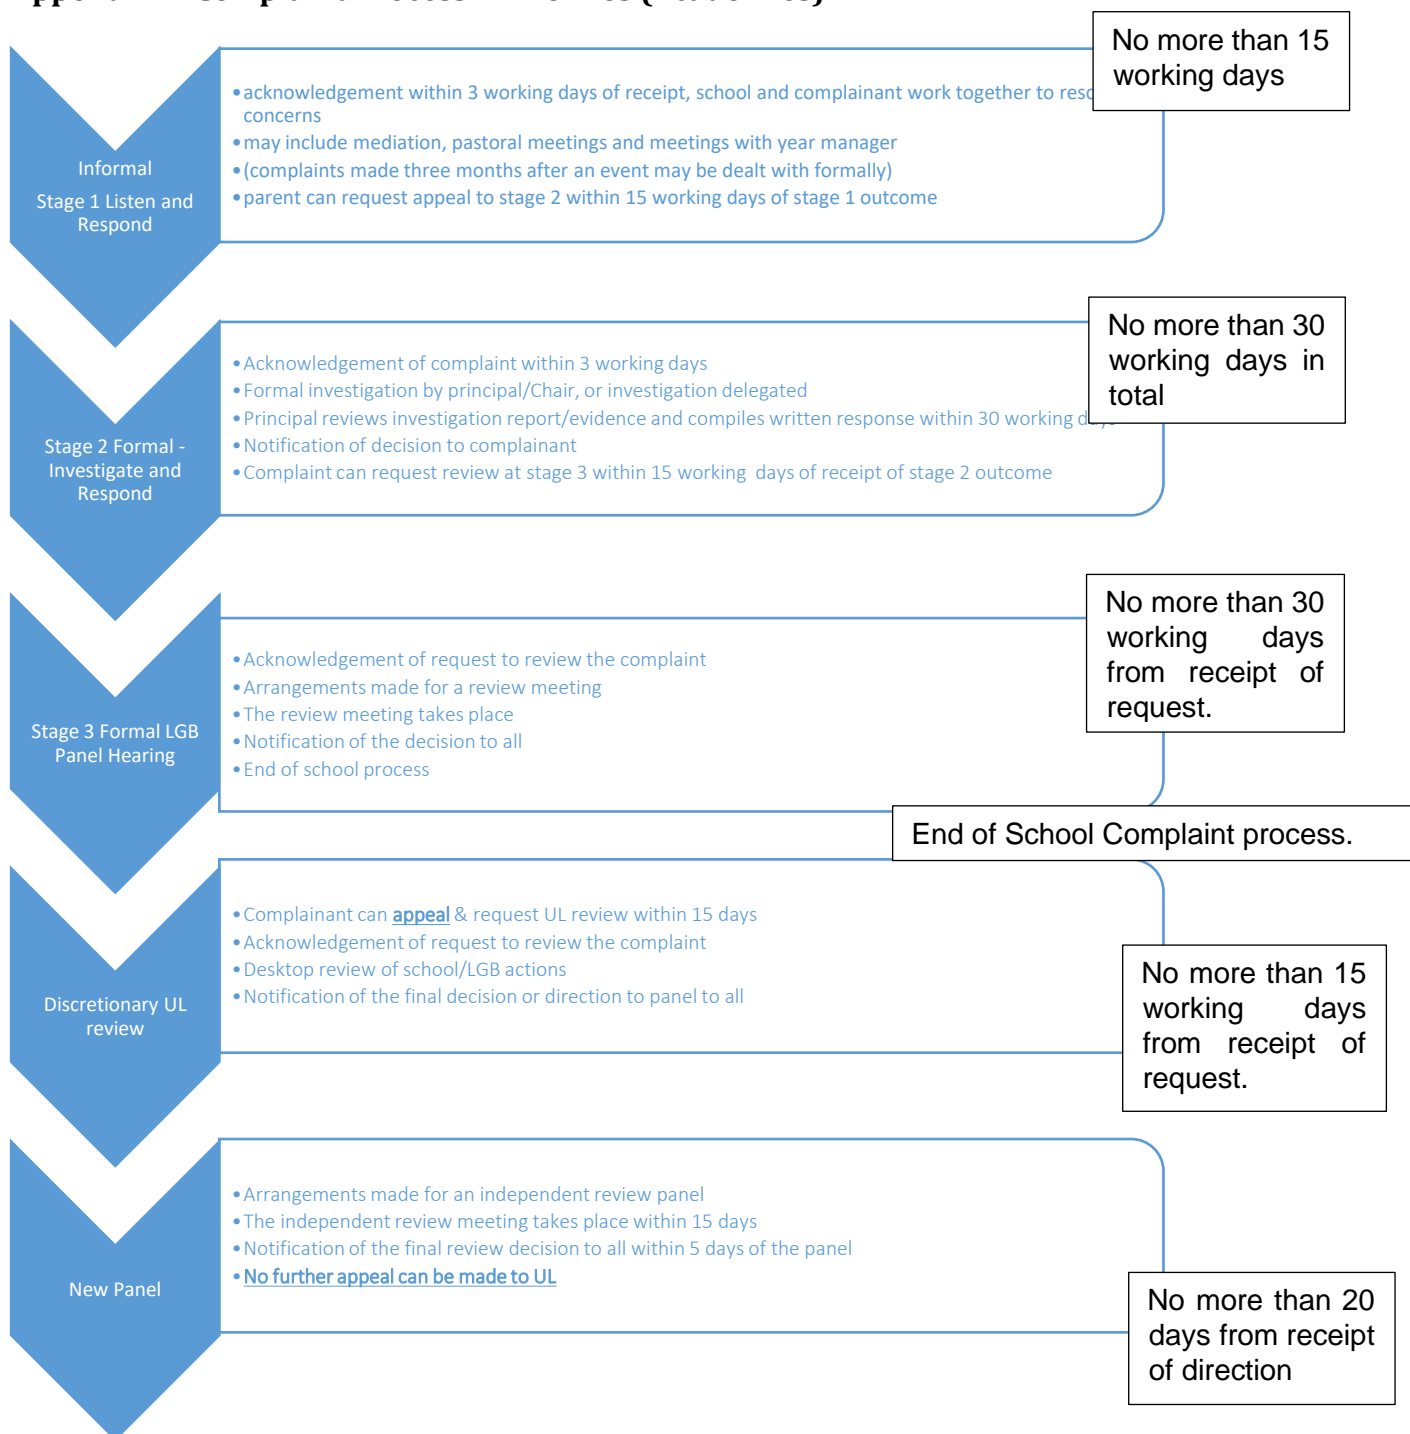 No more than 15
working days
•acknowledgement within 3 working days of receipt, school and complainant work together to
concerns
•may include mediation, pastoral meetings and meetings with year manager
•(complaints made three months after an event may be dealt with formally)
•parent can request appeal to stage 2 within 15 working days of stage 1 outcome
Informal
Stage 1 Listen and
Respond
No more than 30
working days in
total
•Acknowledgement of complaint within 3 working days
•Formal investigation by principal/Chair, or investigation delegated
•Principal reviews investigation report/evidence and compiles written response within 30 working days
•Notification of decision to complainant
•Complaint can request review at stage 3 within 15 working days of receipt of stage 2 outcome
Stage 2 Formal -
Investigate and
Respond
No more than 30
working days
from receipt of
request.
•Acknowledgement of request to review the complaint
•Arrangements made for a review meeting
•The review meeting takes place
•Notification of the decision to all
•End of school process
Stage 3 Formal LGB
Panel Hearing
End of School Complaint process.
•Complainant can appeal & request UL review within 15 days
•Acknowledgement of request to review the complaint
•Desktop review of school/LGB actions
•Notification of the final decision or direction to panel to all
Discretionary UL
review
No more than 15
working days
from receipt of
request.
•Arrangements made for an independent review panel
•The independent review meeting takes place within 15 days
•Notification of the final review decision to all within 5 days of the panel
•No further appeal can be made to UL
New Panel
No more than 20
days from receipt
of direction